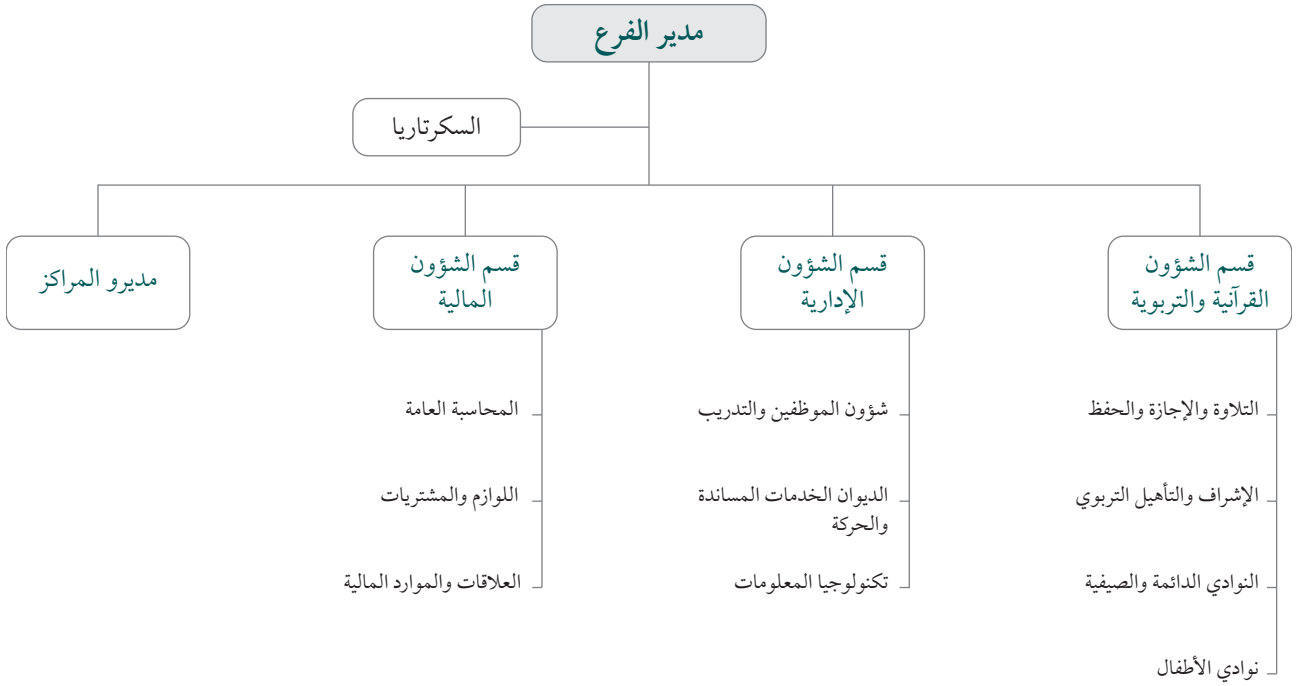 مدير الفرع
السكرتاريا
قسم الشؤون
القرآنية والتربوية
قسم الشؤون
الإدارية
قسم الشؤون
المالية
مديرو المراكز
التلاوة والإجازة والحفظ
الإشراف والتأهيل التربوي
النوادي الدائمة والصيفية
نوادي الأطفال
شؤون الموظفين والتدريب
الديوان الخدمات المساندة
والحركة
تكنولوجيا المعلومات
المحاسبة العامة
اللوازم والمشتريات
العلاقات والموارد المالية